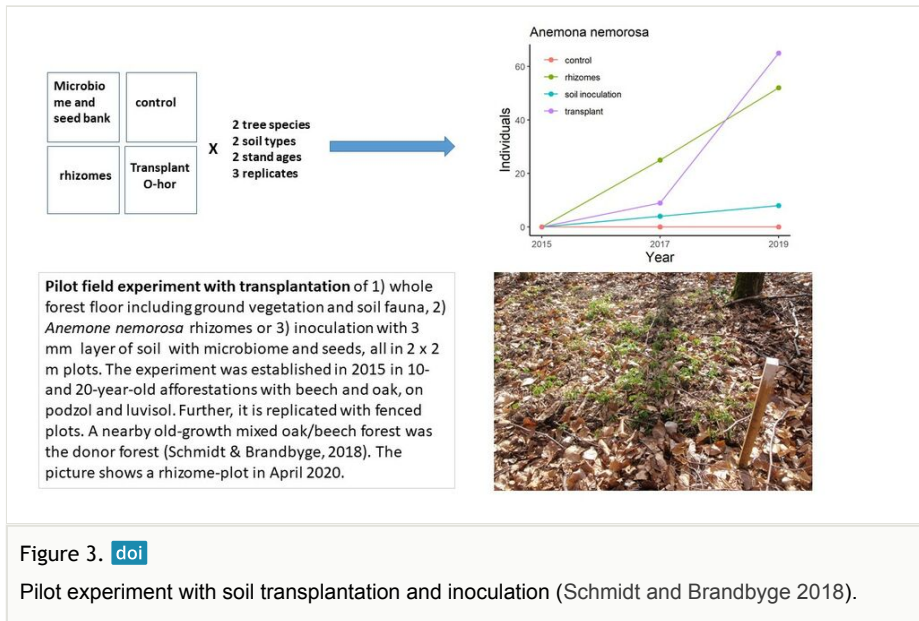 Microbio
me and
seed bank
control
rhizomes
Transplant
O-hor
X
2 tree species
2 soil types
2 stand ages
3 replicates
Anemona nemorosa
control
rhizomes
soil inoculation
transplant
Individuals
60
40
20
0
2015
2017
2019
Year
Pilot field experiment with transplantation of 1) whole
forest floor including ground vegetation and soil fauna, 2)
Anemone nemorosa rhizomes or 3) inoculation with 3
mm layer of soil with microbiome and seeds, all in 2 x 2
m plots. The experiment was established in 2015 in 10-
and 20-year-old afforestations with beech and oak, on
podzol and luvisol. Further, it is replicated with fenced
plots. A nearby old-growth mixed oak/beech forest was
the donor forest (Schmidt & Brandbyge, 2018). The
picture shows a rhizome-plot in April 2020.
Figure 3. doi
Pilot experiment with soil transplantation and inoculation (Schmidt and Brandbyge 2018).